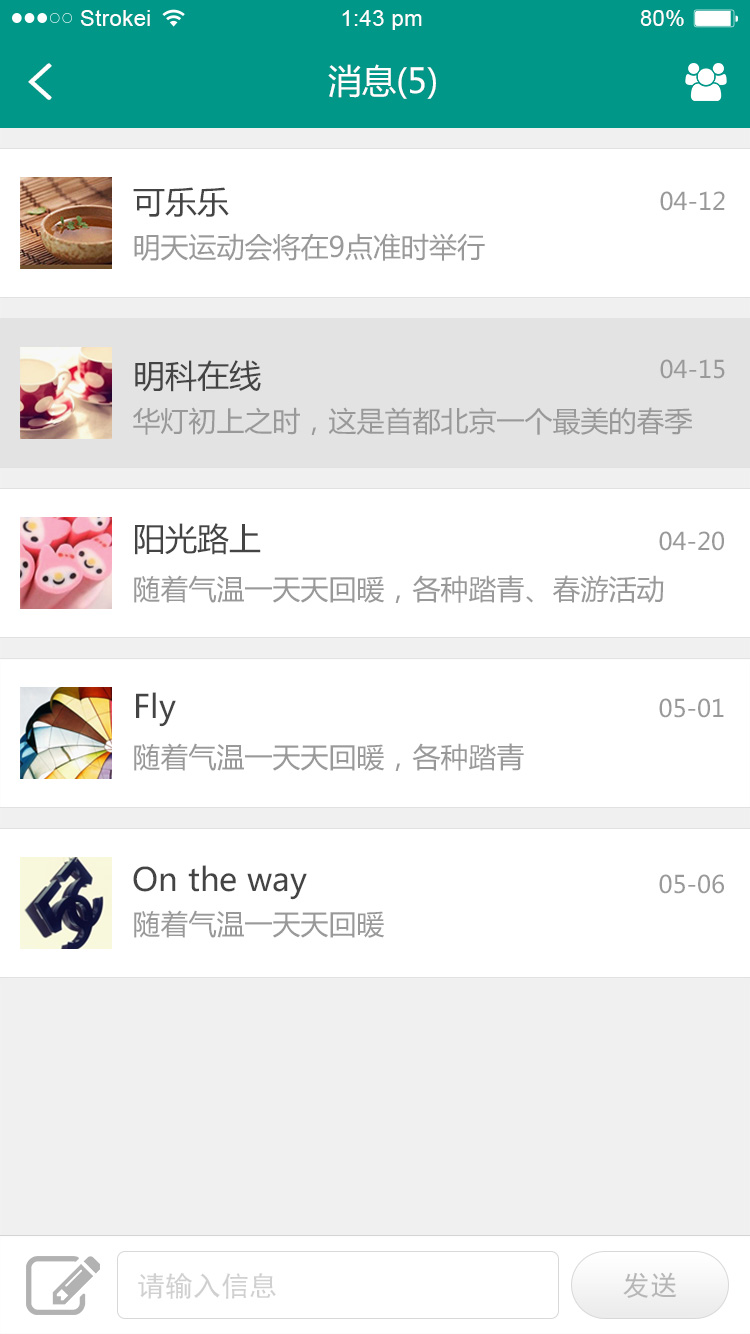 Strokei 1:43 pm 80%
消息(5)
可乐乐 04-12
明天运动会将在9点准时举行
明科在线 04-15
华灯初上之时，这是首都北京一个最美的春季
阳光路上 04-20
随着气温一天天回暖，各种踏青、春游活动
Fly 05-01
随着气温一天天回暖，各种踏青
On the way 05-06
随着气温一天天回暖
请输入信息 发送